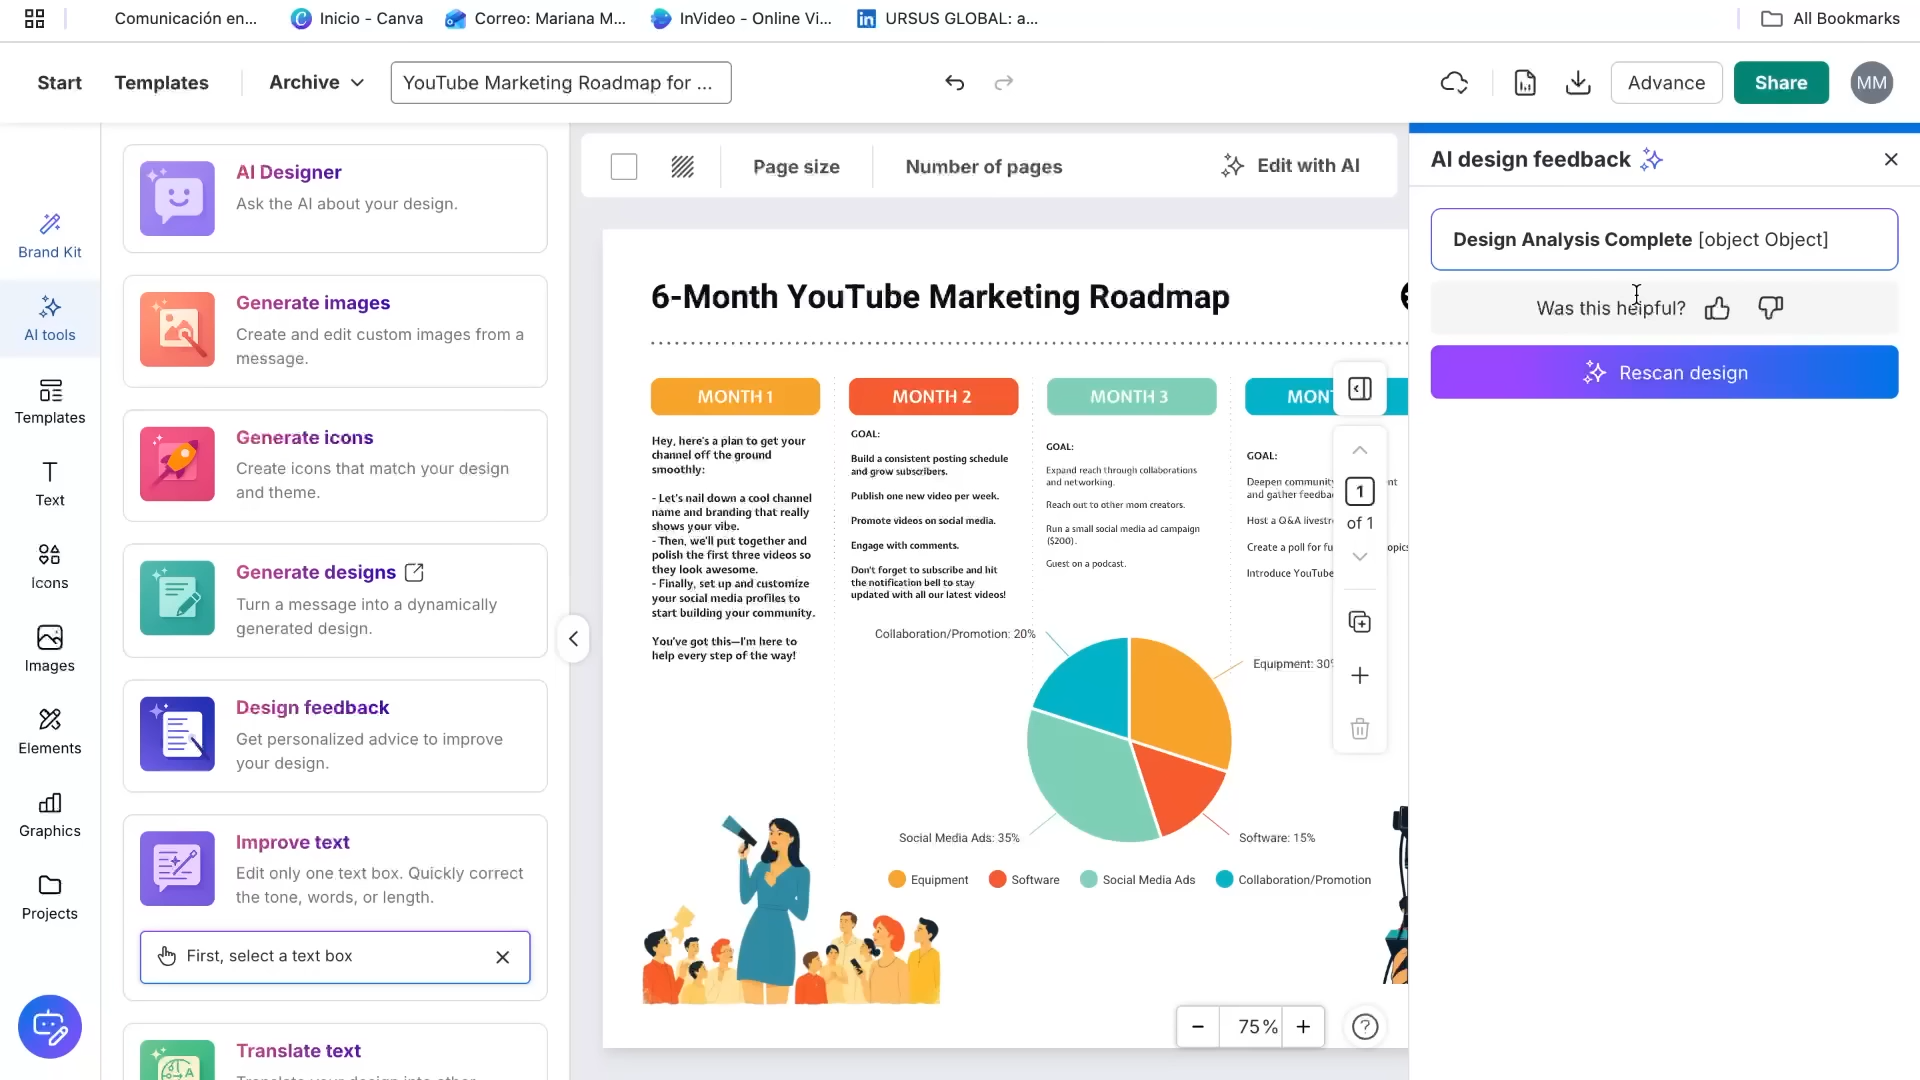 Comunicación en...
Inicio - Canva
Correo: Mariana M...
InVideo - Online Vi...
URSUS GLOBAL: a...
All Bookmarks
Start
Templates
Archive
YouTube Marketing Roadmap for ...
Advance
Share
MM
Brand Kit
AI tools
Templates
Text
Icons
Images
Elements
Graphics
Projects
AI Designer
Ask the AI about your design.
Generate images
Create and edit custom images from a
message.
Generate icons
Create icons that match your design
and theme.
Generate designs
Turn a message into a dynamically
generated design.
Design feedback
Get personalized advice to improve
your design.
Improve text
Edit only one text box. Quickly correct
the tone, words, or length.
First, select a text box
Translate text
Page size
Number of pages
Edit with AI
6-Month YouTube Marketing Roadmap
MONTH 1
Hey, here's a plan to get your
channel off the ground
smoothly:
- Let's nail down a cool channel
name and branding that really
shows your vibe.
- Then, we'll put together and
polish the first three videos so
they look awesome.
- Finally, set up and customize
your social media profiles to
start building your community.
You've got this—I'm here to
help every step of the way!
MONTH 2
GOAL:
Build a consistent posting schedule
and grow subscribers.
Publish one new video per week.
Promote videos on social media.
Engage with comments.
Don't forget to subscribe and hit
the notification bell to stay
updated with all our latest videos!
MONTH 3
GOAL:
Expand reach through collaborations
and networking.
Reach out to other mom creators.
Run a small social media ad campaign
($200).
Guest on a podcast.
MON
GOAL:
Deepen community
and gather feedba
Host a Q&A livestr
Create a poll for fu
Introduce YouTube
Collaboration/Promotion: 20%
Equipment: 30%
Social Media Ads: 35%
Software: 15%
Equipment
Software
Social Media Ads
Collaboration/Promotion
1
of 1
75%
AI design feedback
Design Analysis Complete [object Object]
Was this helpful?
Rescan design